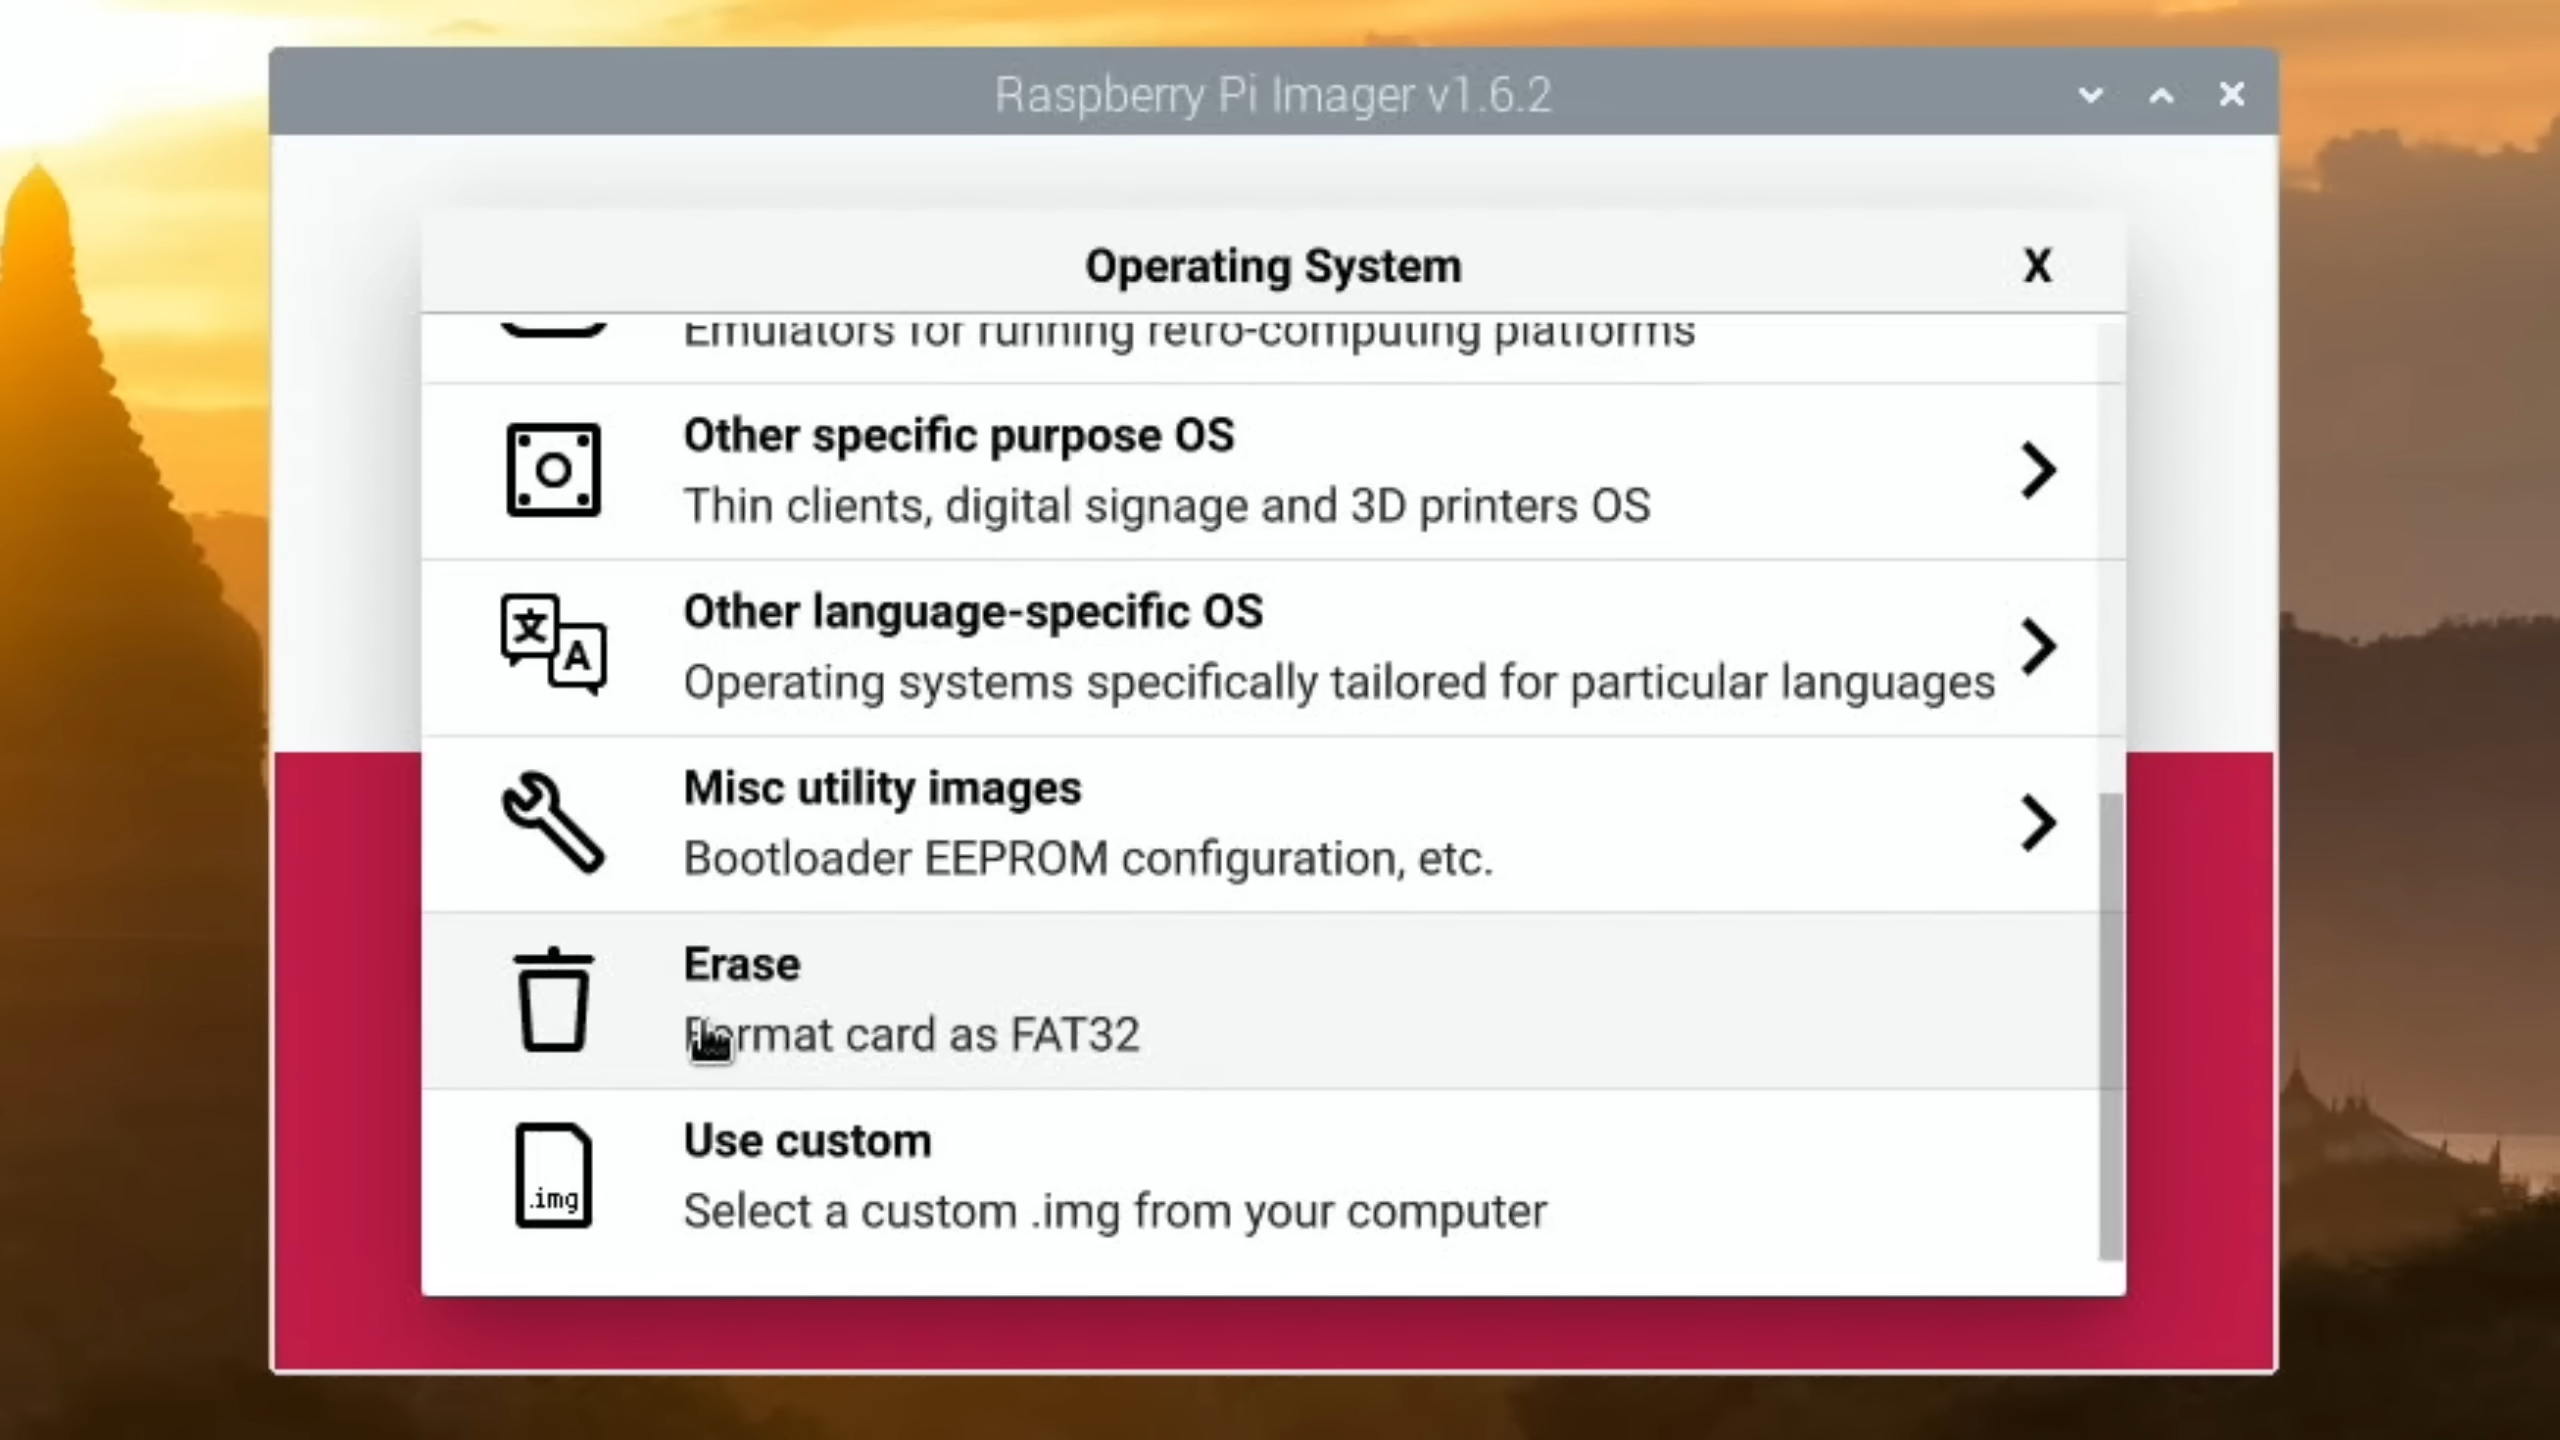 Raspberry Pi Imager v1.6.2
Operating System
X
Emulators for running retro-computing platforms
Other specific purpose OS
Thin clients, digital signage and 3D printers OS
文
A
Other language-specific OS
Operating systems specifically tailored for particular languages
Misc utility images
Bootloader EEPROM configuration, etc.
Erase
Format card as FAT32
.img
Use custom
Select a custom .img from your computer